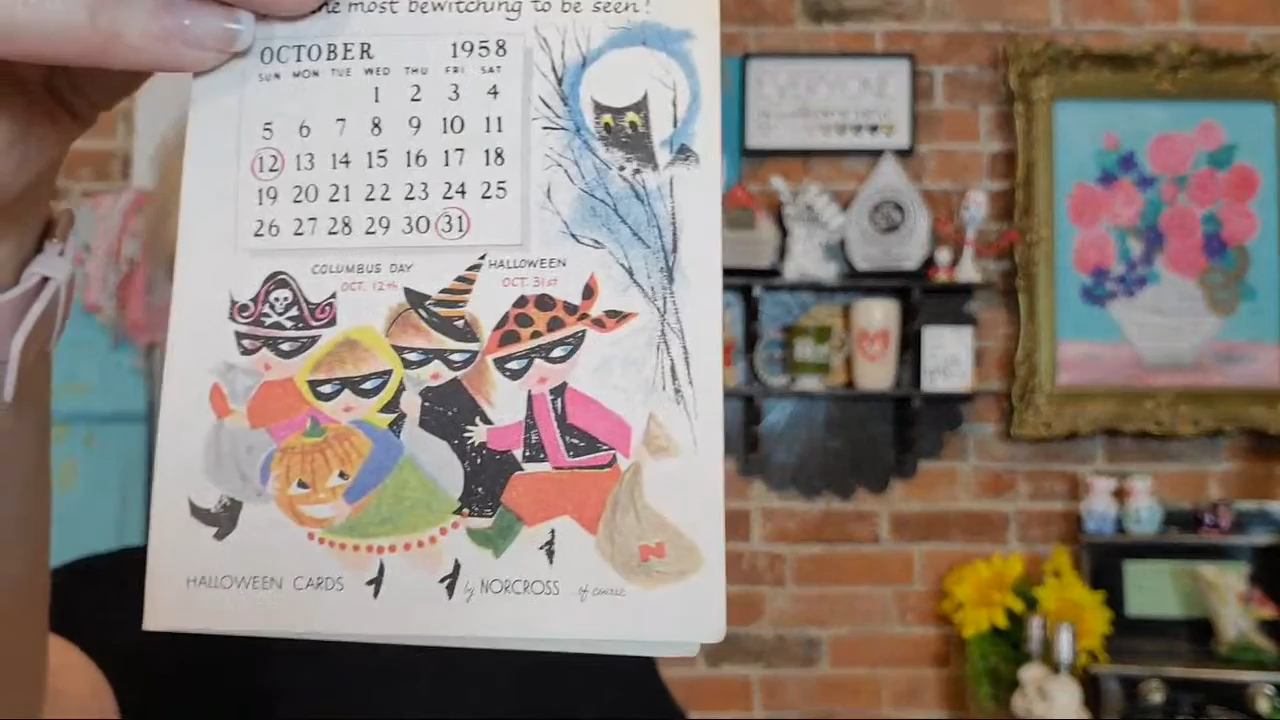 the most bewitching to be seen!
OCTOBER 1958
SUN MON TUE WED THU FRI SAT
1 2 3 4
5 6 7 8 9 10 11
12 13 14 15 16 17 18
19 20 21 22 23 24 25
26 27 28 29 30 31
COLUMBUS DAY
OCT. 12th
HALLOWEEN
OCT. 31st
N
HALLOWEEN CARDS by NORCROSS of course